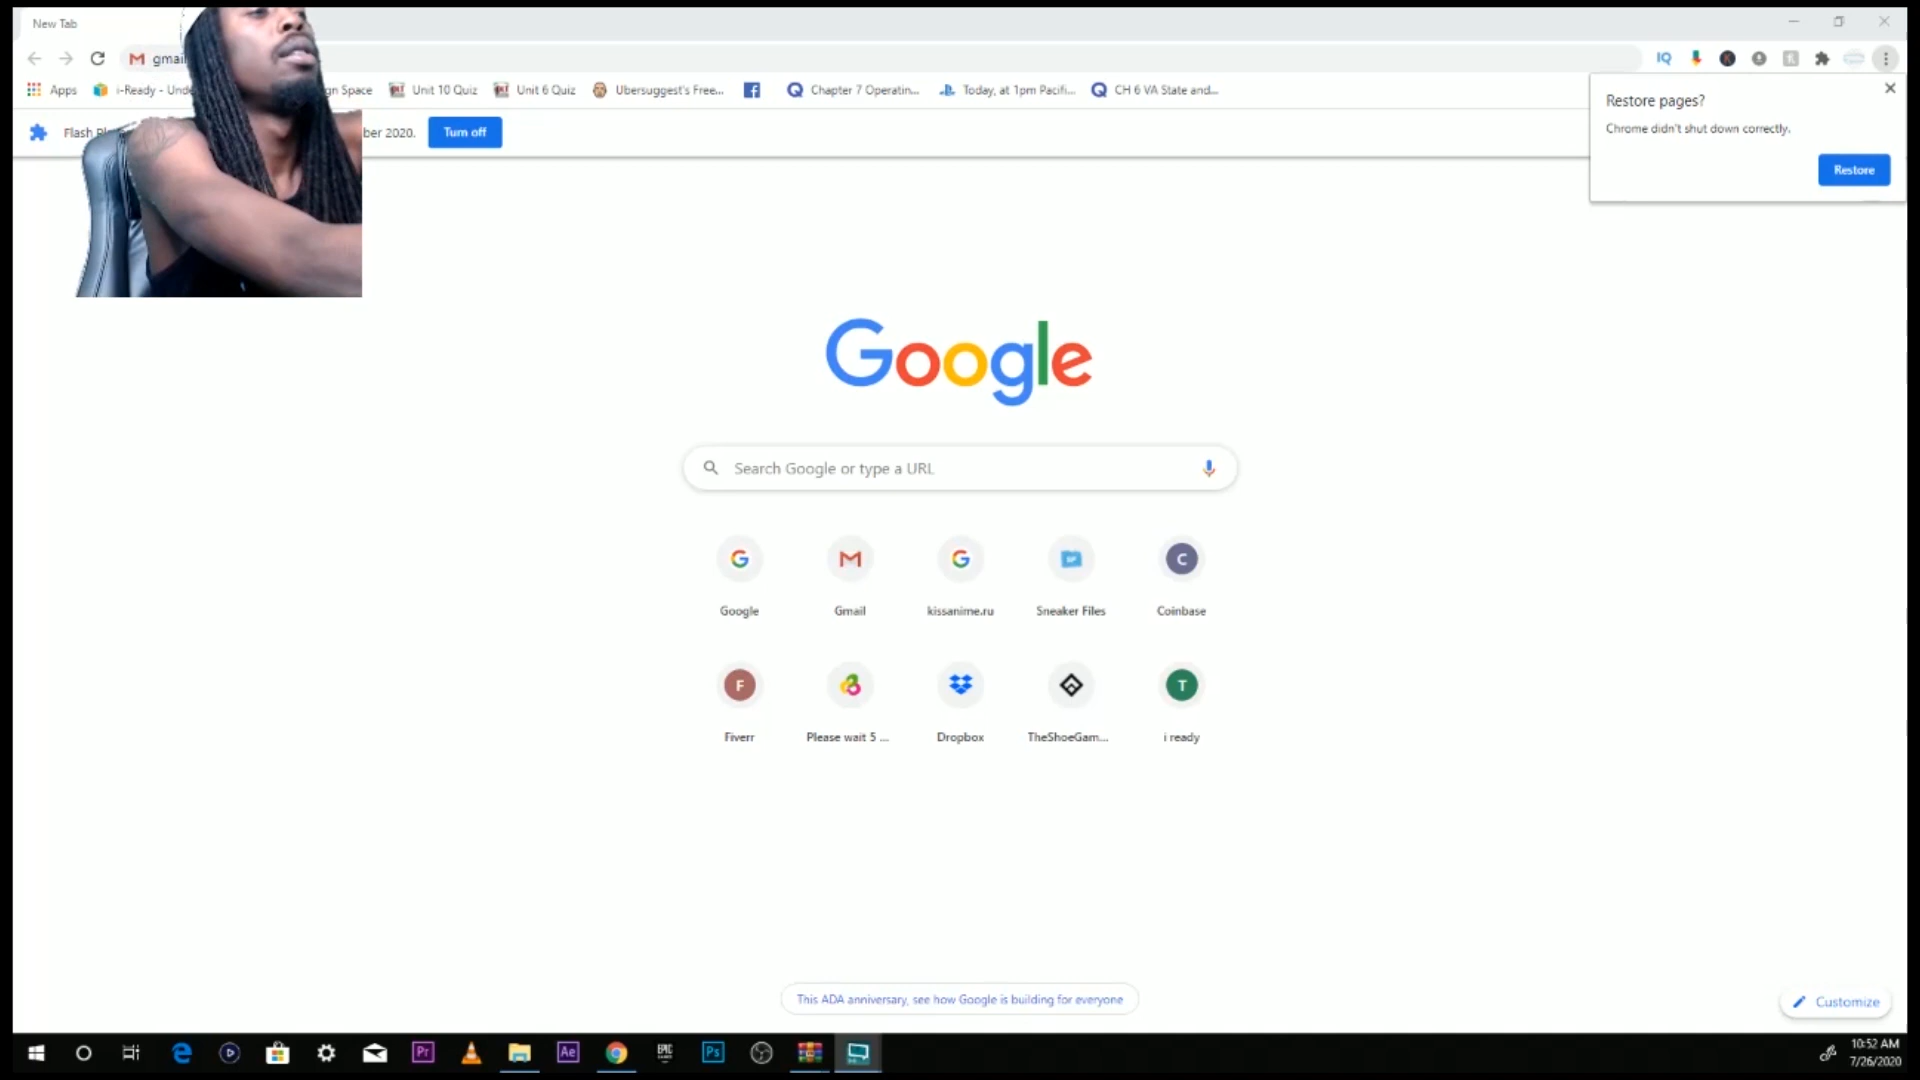 New Tab
gmail
Apps i-Ready - Unde gn Space Unit 10 Quiz Unit 6 Quiz Ubersuggest's Free... Chapter 7 Operatin... Today, at 1pm Pacifi... CH 6 VA State and...
Flash ber 2020. Turn off
Restore pages?
Chrome didn't shut down correctly.
Restore
Google
Search Google or type a URL
Google Gmail kissanime.ru Sneaker Files Coinbase
Fiverr Please wait 5 ... Dropbox TheShoeGam... i ready
This ADA anniversary, see how Google is building for everyone
Customize
10:52 AM
7/26/2020